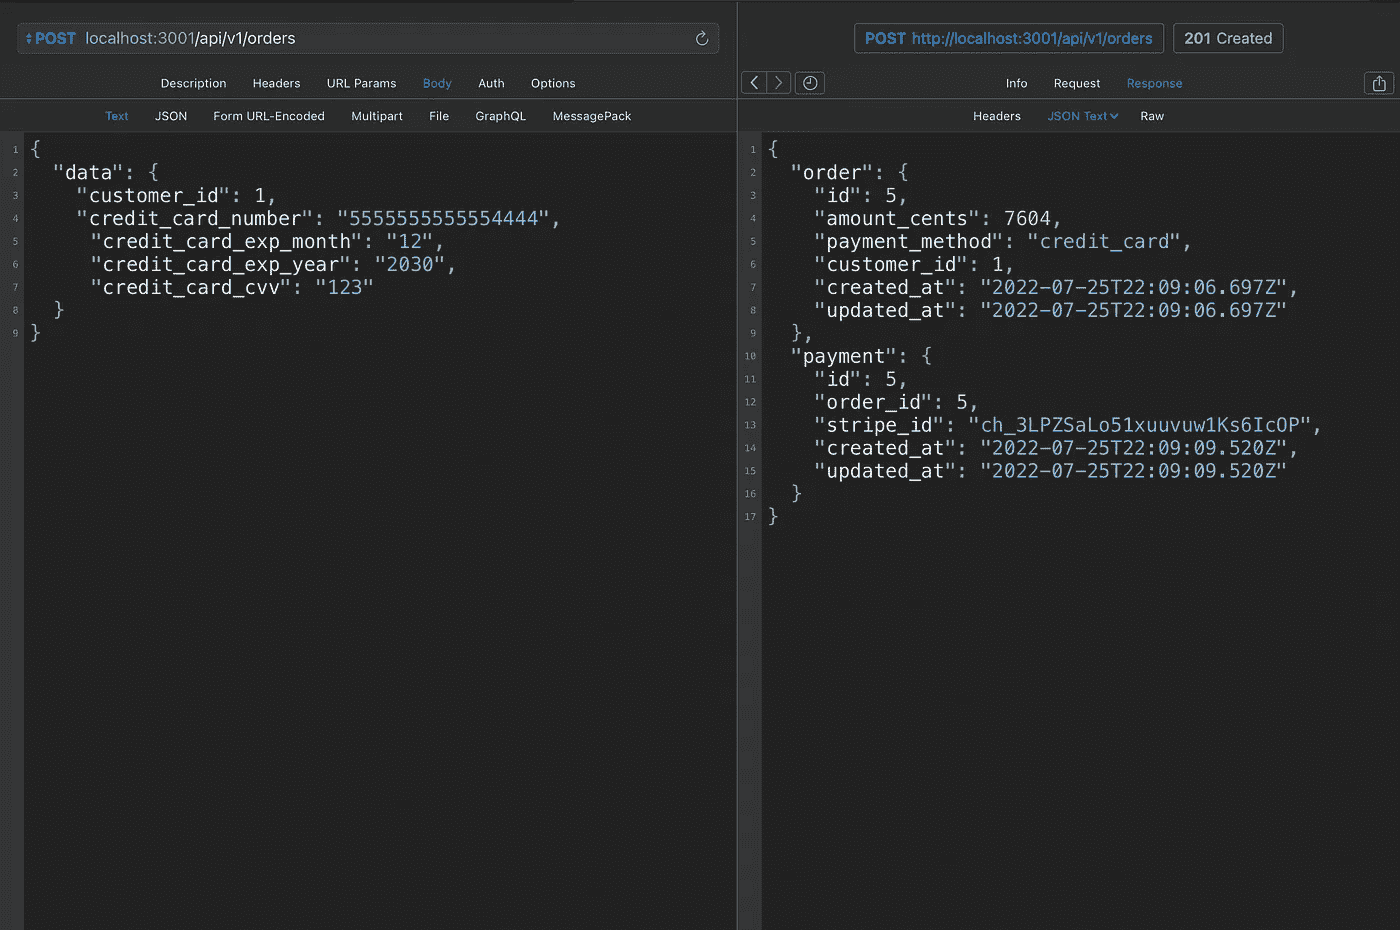 POST localhost:3001/api/v1/orders
Description Headers URL Params Body Auth Options
Text JSON Form URL-Encoded Multipart File GraphQL MessagePack
1 {
2 "data": {
3 "customer_id": 1,
4 "credit_card_number": "5555555555554444",
5 "credit_card_exp_month": "12",
6 "credit_card_exp_year": "2030",
7 "credit_card_cvv": "123"
8 }
9 }
POST http://localhost:3001/api/v1/orders 201 Created
Info Request Response
Headers JSON Text Raw
1 {
2 "order": {
3 "id": 5,
4 "amount_cents": 7604,
5 "payment_method": "credit_card",
6 "customer_id": 1,
7 "created_at": "2022-07-25T22:09:06.697Z",
8 "updated_at": "2022-07-25T22:09:06.697Z"
9 },
10 "payment": {
11 "id": 5,
12 "order_id": 5,
13 "stripe_id": "ch_3LPZSaLo51xuuvuw1Ks6IcOP",
14 "created_at": "2022-07-25T22:09:09.520Z",
15 "updated_at": "2022-07-25T22:09:09.520Z"
16 }
17 }